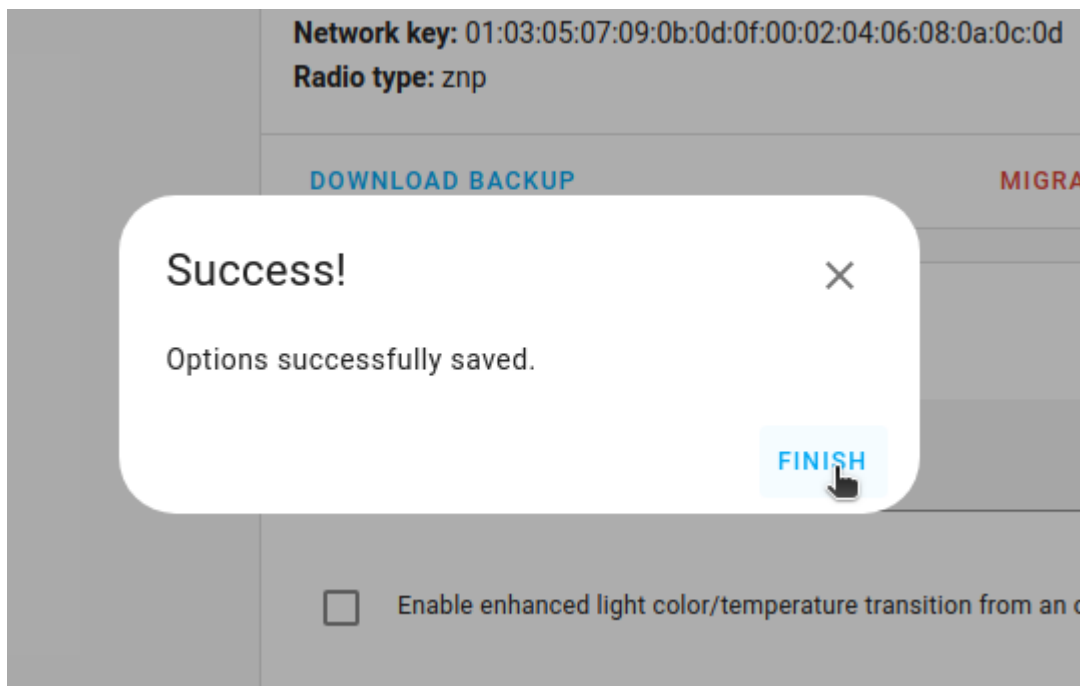 Network key: 01:03:05:07:09:0b:0d:0f:00:02:04:06:08:0a:0c:0d
Radio type: znp
DOWNLOAD BACKUP
MIGRA
Success!
Options successfully saved.
FINISH
Enable enhanced light color/temperature transition from an